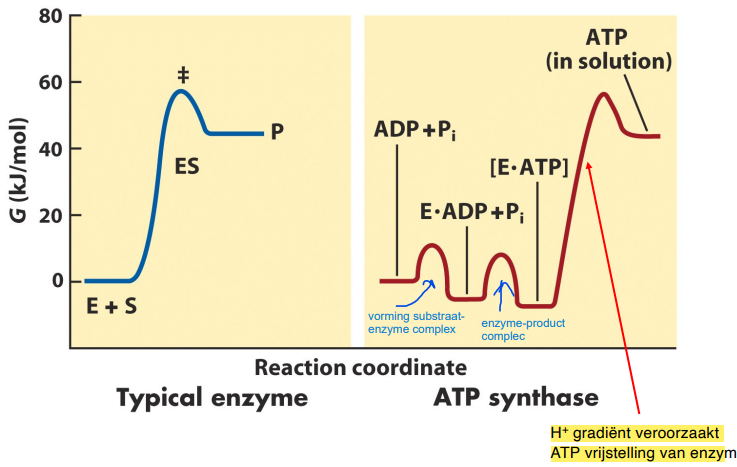 80
60
40
20
0
G (kJ/mol)
‡
ES
P
E + S
ADP+Pi
E·ADP+Pi
[E·ATP]
ATP
(in solution)
vorming substraat-
enzyme complex
enzyme-product
complec
Reaction coordinate
Typical enzyme
ATP synthase
H⁺ gradiënt veroorzaakt
ATP vrijstelling van enzym